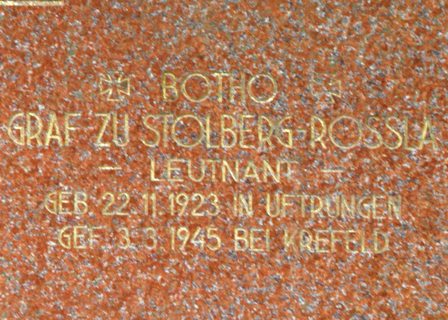 BOTHO
GRAF ZU STOLBERG-ROSSLA
– LEUTNANT –
GEB. 22.11.1923 IN UFTRUNGEN
GEF. 3.3.1945 BEI KREFELD